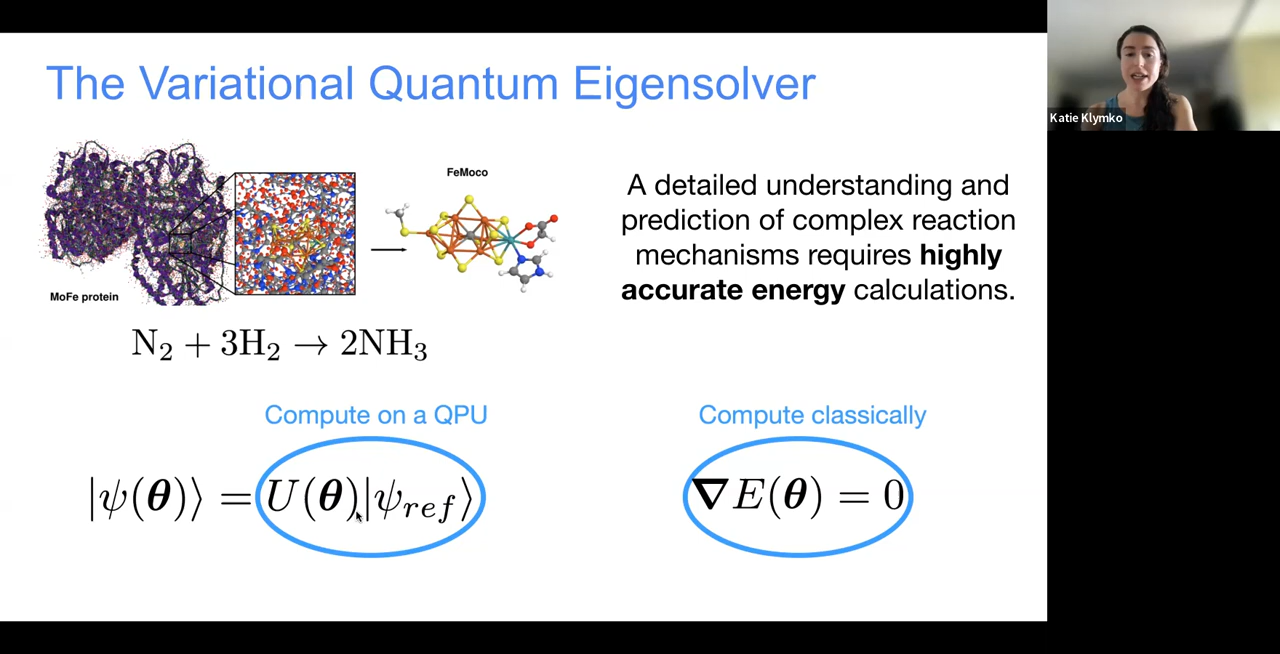 The Variational Quantum Eigensolver
Katie Klymko
FeMoco
MoFe protein
A detailed understanding and
prediction of complex reaction
mechanisms requires highly
accurate energy calculations.
N₂ + 3H₂ → 2NH₃
Compute on a QPU
|ψ(θ)⟩ = U(θ)|ψ_ref⟩
Compute classically
∇E(θ) = 0